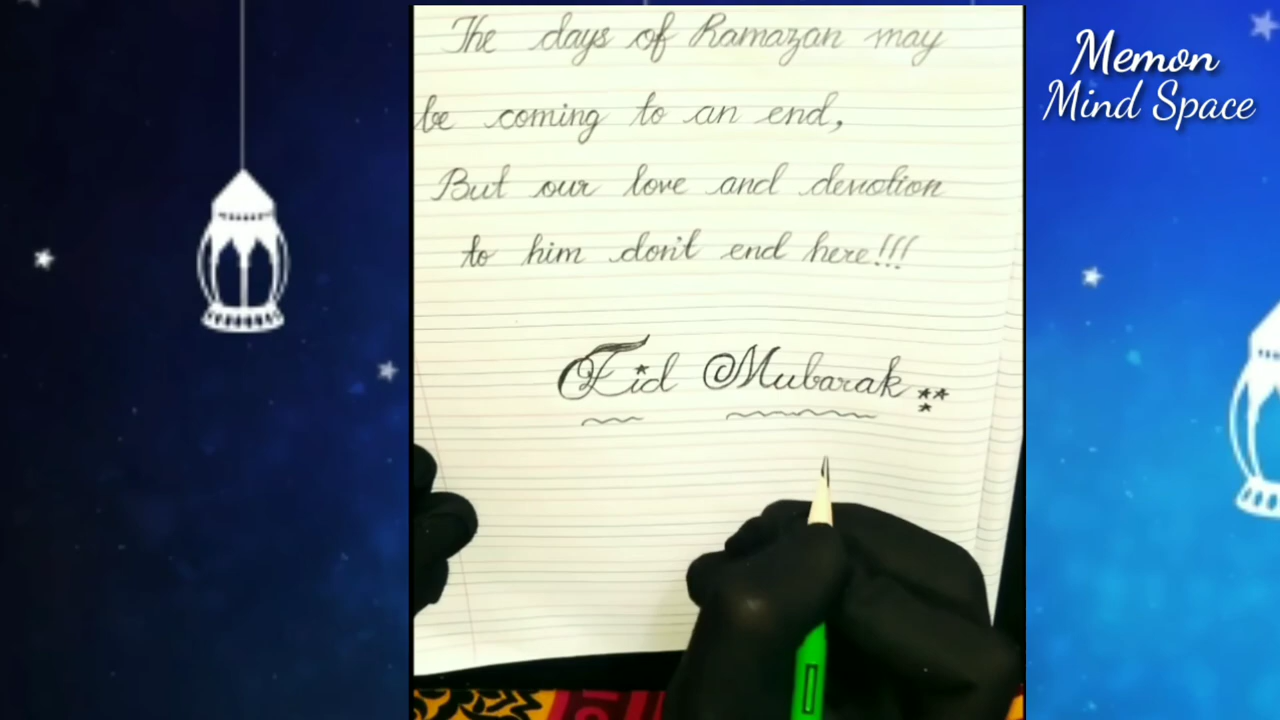 The days of Ramazan may
be coming to an end,
But our love and devotion
to him don't end here!!!
Eid Mubarak
Memon
Mind Space